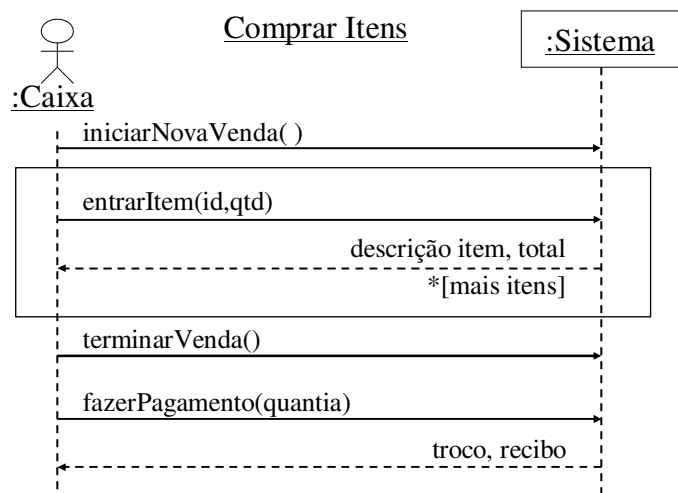 Comprar Itens
:Sistema
:Caixa
iniciarNovaVenda( )
entrarItem(id,qtd)
descrição item, total
*[mais itens]
terminarVenda()
fazerPagamento(quantia)
troco, recibo